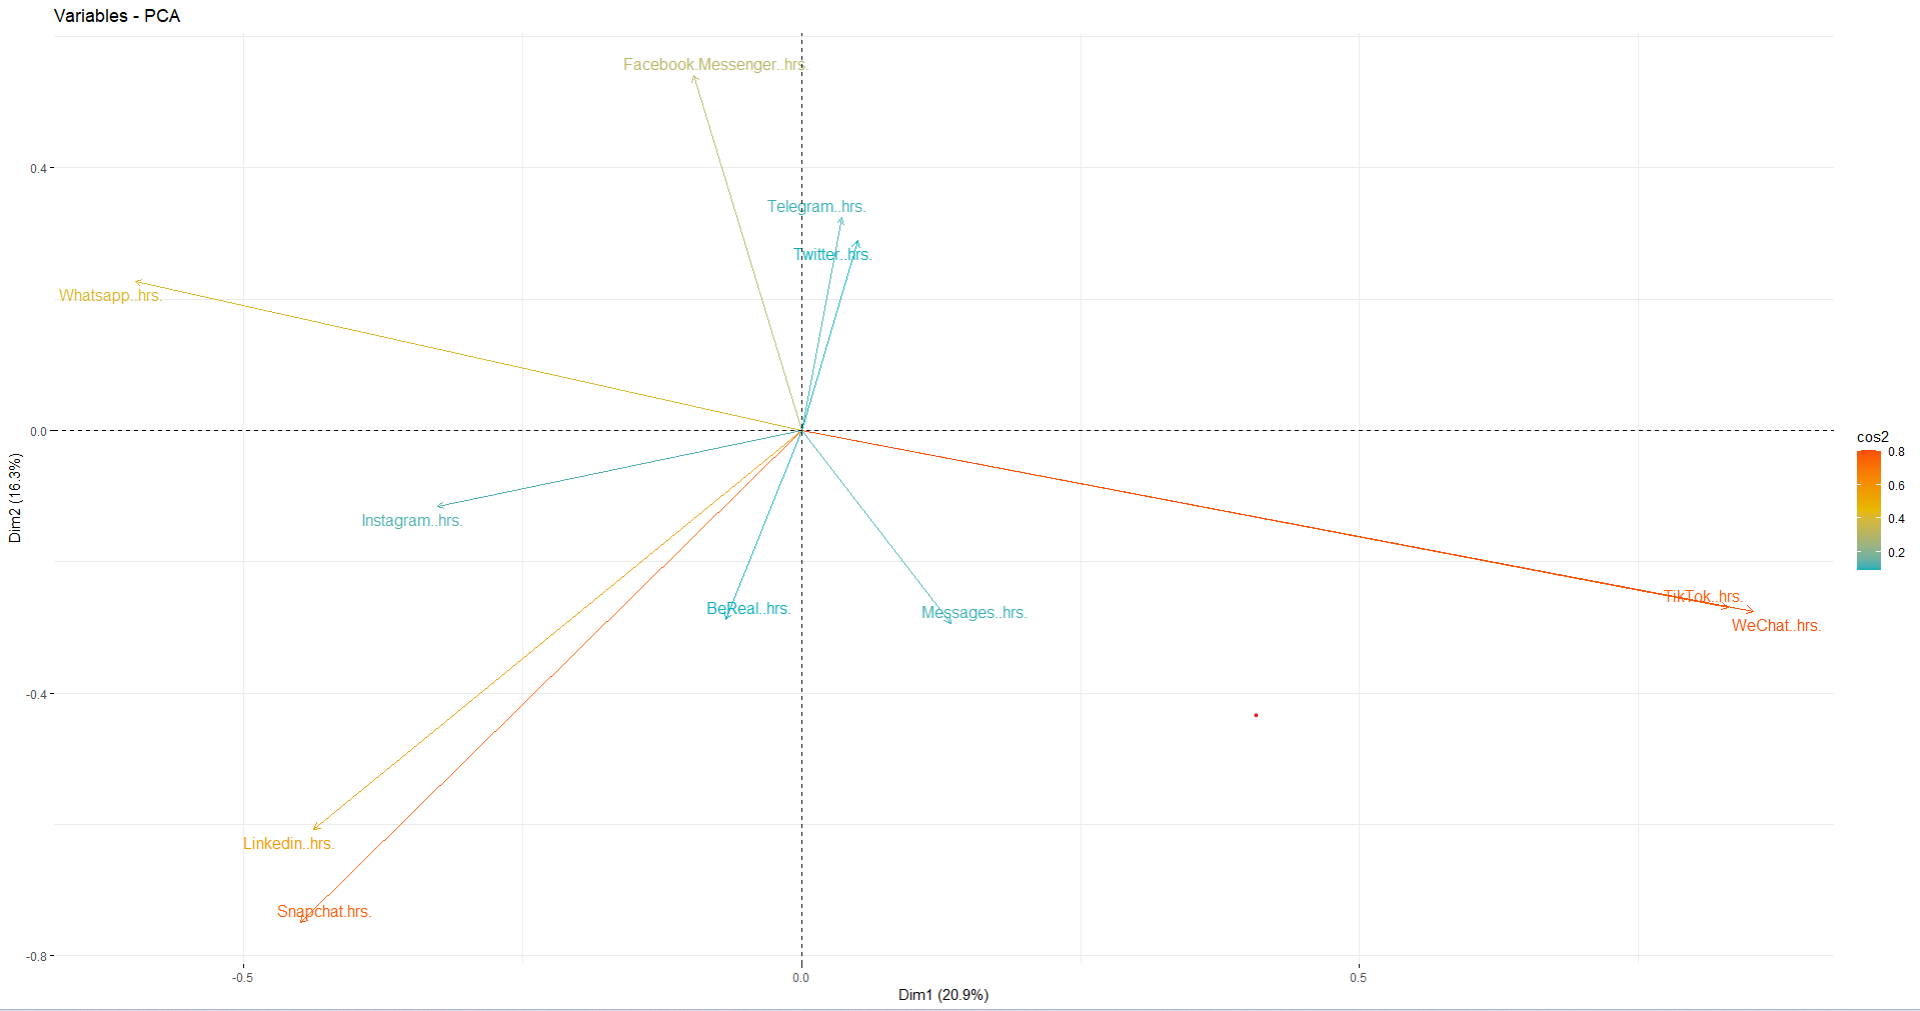 Variables - PCA
Facebook.Messenger..hrs.
0.4
Telegram..hrs.
Twitter..hrs.
Whatsapp..hrs.
0.0
cos2
0.8
0.6
0.4
0.2
Dim2 (16.3%)
Instagram..hrs.
BeReal..hrs.
Messages..hrs.
TikTok..hrs.
WeChat..hrs.
-0.4
Linkedin..hrs.
Snapchat.hrs.
-0.8
-0.5
0.0
0.5
Dim1 (20.9%)